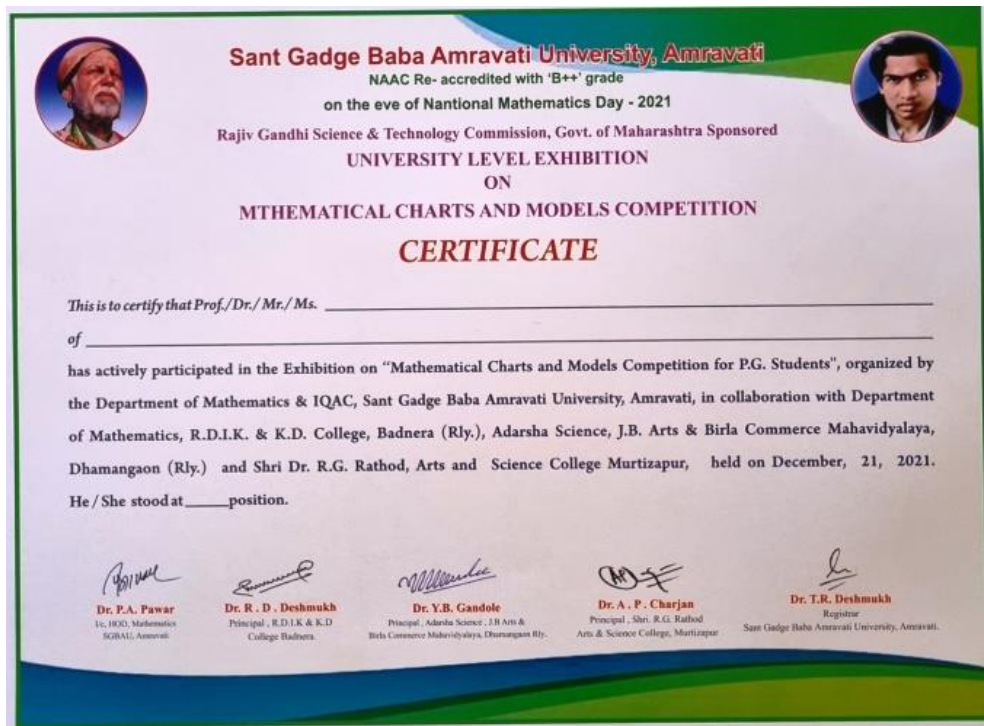 Sant Gadge Baba Amravati University, Amravati
NAAC Re- accredited with 'B++' grade
on the eve of Nantional Mathematics Day - 2021
Rajiv Gandhi Science & Technology Commission, Govt. of Maharashtra Sponsored
UNIVERSITY LEVEL EXHIBITION
ON
MTHEMATICAL CHARTS AND MODELS COMPETITION
CERTIFICATE
This is to certify that Prof./Dr./ Mr./ Ms.
of
has actively participated in the Exhibition on “Mathematical Charts and Models Competition for P.G. Students”, organized by
the Department of Mathematics & IQAC, Sant Gadge Baba Amravati University, Amravati, in collaboration with Department
of Mathematics, R.D.I.K. & K.D. College, Badnera (Rly.), Adarsha Science, J.B. Arts & Birla Commerce Mahavidyalaya,
Dhamangaon (Rly.) and Shri Dr. R.G. Rathod, Arts and Science College Murtizapur, held on December, 21, 2021.
He / She stood at_____position.
Dr. P.A. Pawar
I/c, HOD, Mathematics
SGBAU, Amravati
Dr. R . D . Deshmukh
Principal , R.D.I.K & K.D
College Badnera
Dr. Y.B. Gandole
Principal , Adarsha Science , J.B Arts &
Birla Commerce Mahavidyalaya, Dhamangaon Rly.
Dr. A . P . Charjan
Principal , Shri. R.G. Rathod
Arts & Science College, Murtizapur
Dr. T.R. Deshmukh
Registrar
Sant Gadge Baba Amravati University, Amravati.